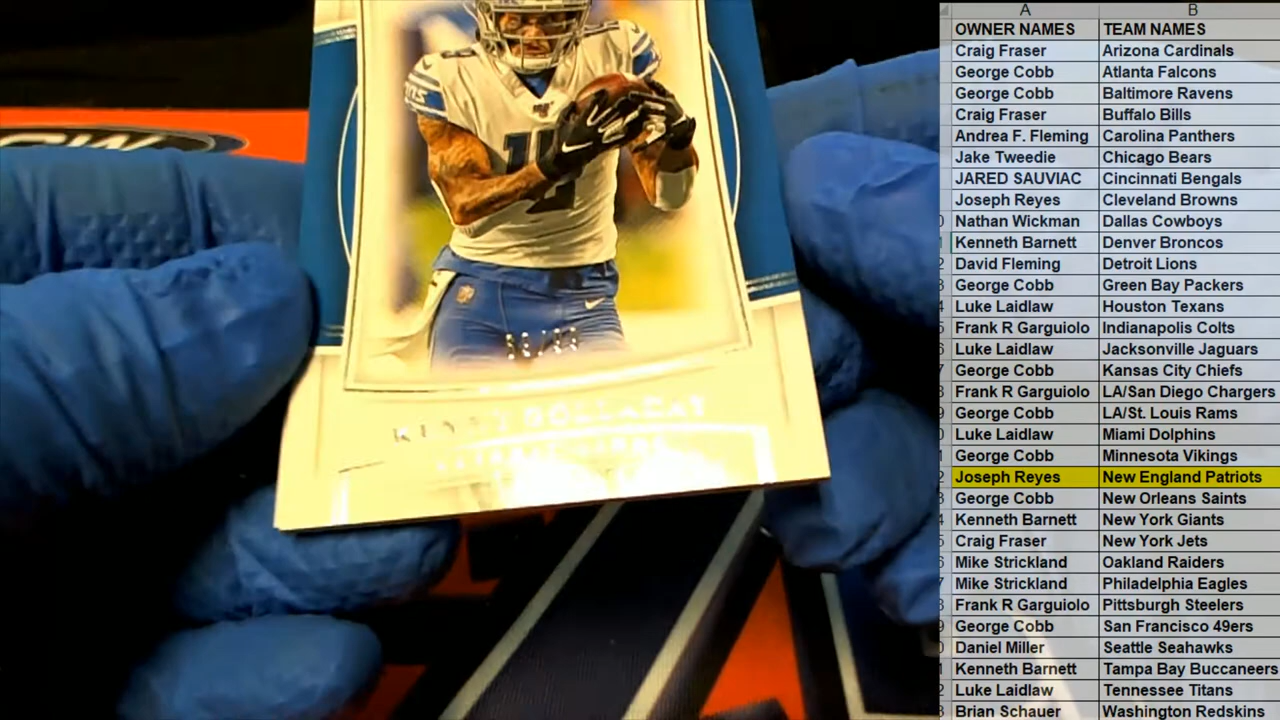 KENNY GOLLADAY
A B
OWNER NAMES TEAM NAMES
Craig Fraser Arizona Cardinals
George Cobb Atlanta Falcons
George Cobb Baltimore Ravens
Craig Fraser Buffalo Bills
Andrea F. Fleming Carolina Panthers
Jake Tweedie Chicago Bears
JARED SAUVIAC Cincinnati Bengals
Joseph Reyes Cleveland Browns
Nathan Wickman Dallas Cowboys
Kenneth Barnett Denver Broncos
David Fleming Detroit Lions
George Cobb Green Bay Packers
Luke Laidlaw Houston Texans
Frank R Garguiolo Indianapolis Colts
Luke Laidlaw Jacksonville Jaguars
George Cobb Kansas City Chiefs
Frank R Garguiolo LA/San Diego Chargers
George Cobb LA/St. Louis Rams
Luke Laidlaw Miami Dolphins
George Cobb Minnesota Vikings
Joseph Reyes New England Patriots
George Cobb New Orleans Saints
Kenneth Barnett New York Giants
Craig Fraser New York Jets
Mike Strickland Oakland Raiders
Mike Strickland Philadelphia Eagles
Frank R Garguiolo Pittsburgh Steelers
George Cobb San Francisco 49ers
Daniel Miller Seattle Seahawks
Kenneth Barnett Tampa Bay Buccaneers
Luke Laidlaw Tennessee Titans
Brian Schauer Washington Redskins